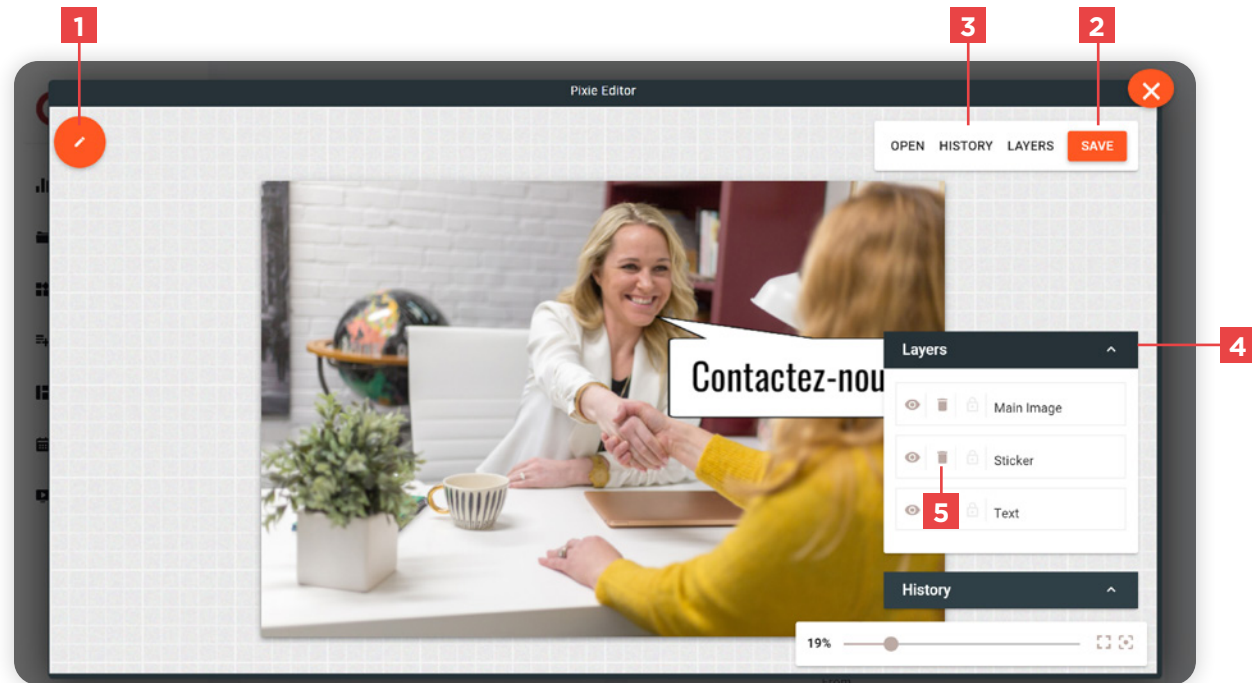 1
3
2
Pixie Editor
OPEN HISTORY LAYERS SAVE
Contactez-nou
Layers
4
Main Image
Sticker
5
Text
History
19%